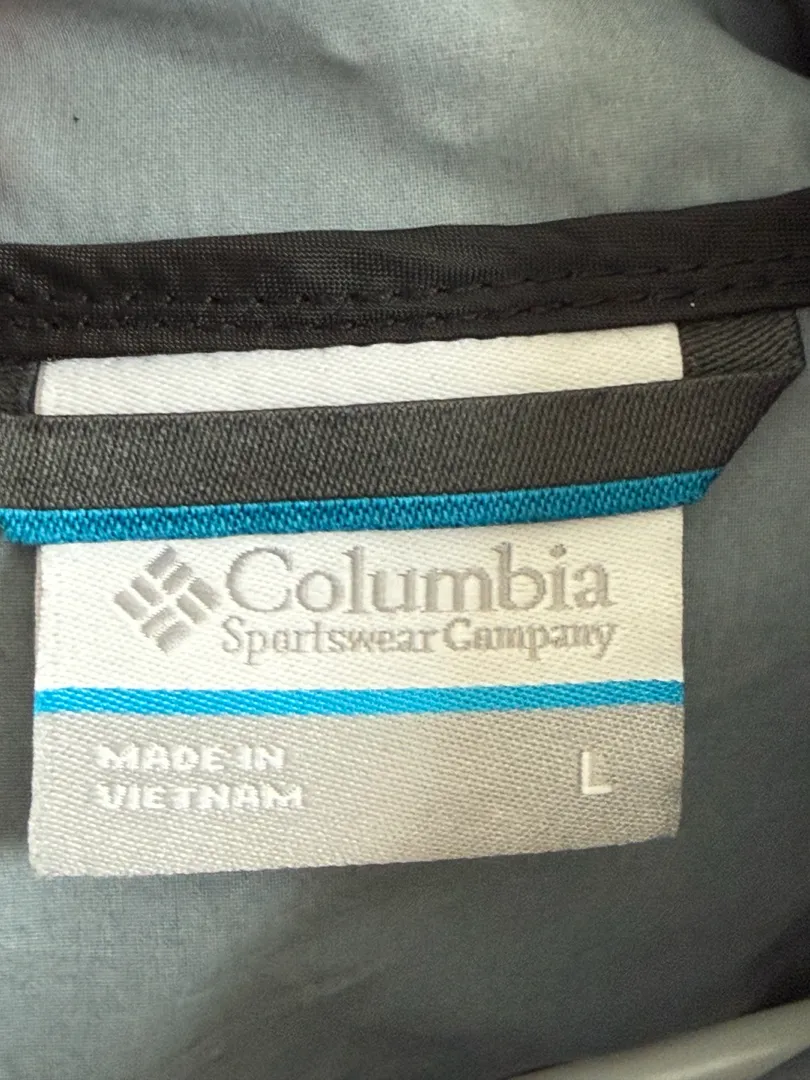 Columbia
Sportswear Company
MADE IN
VIETNAM
L